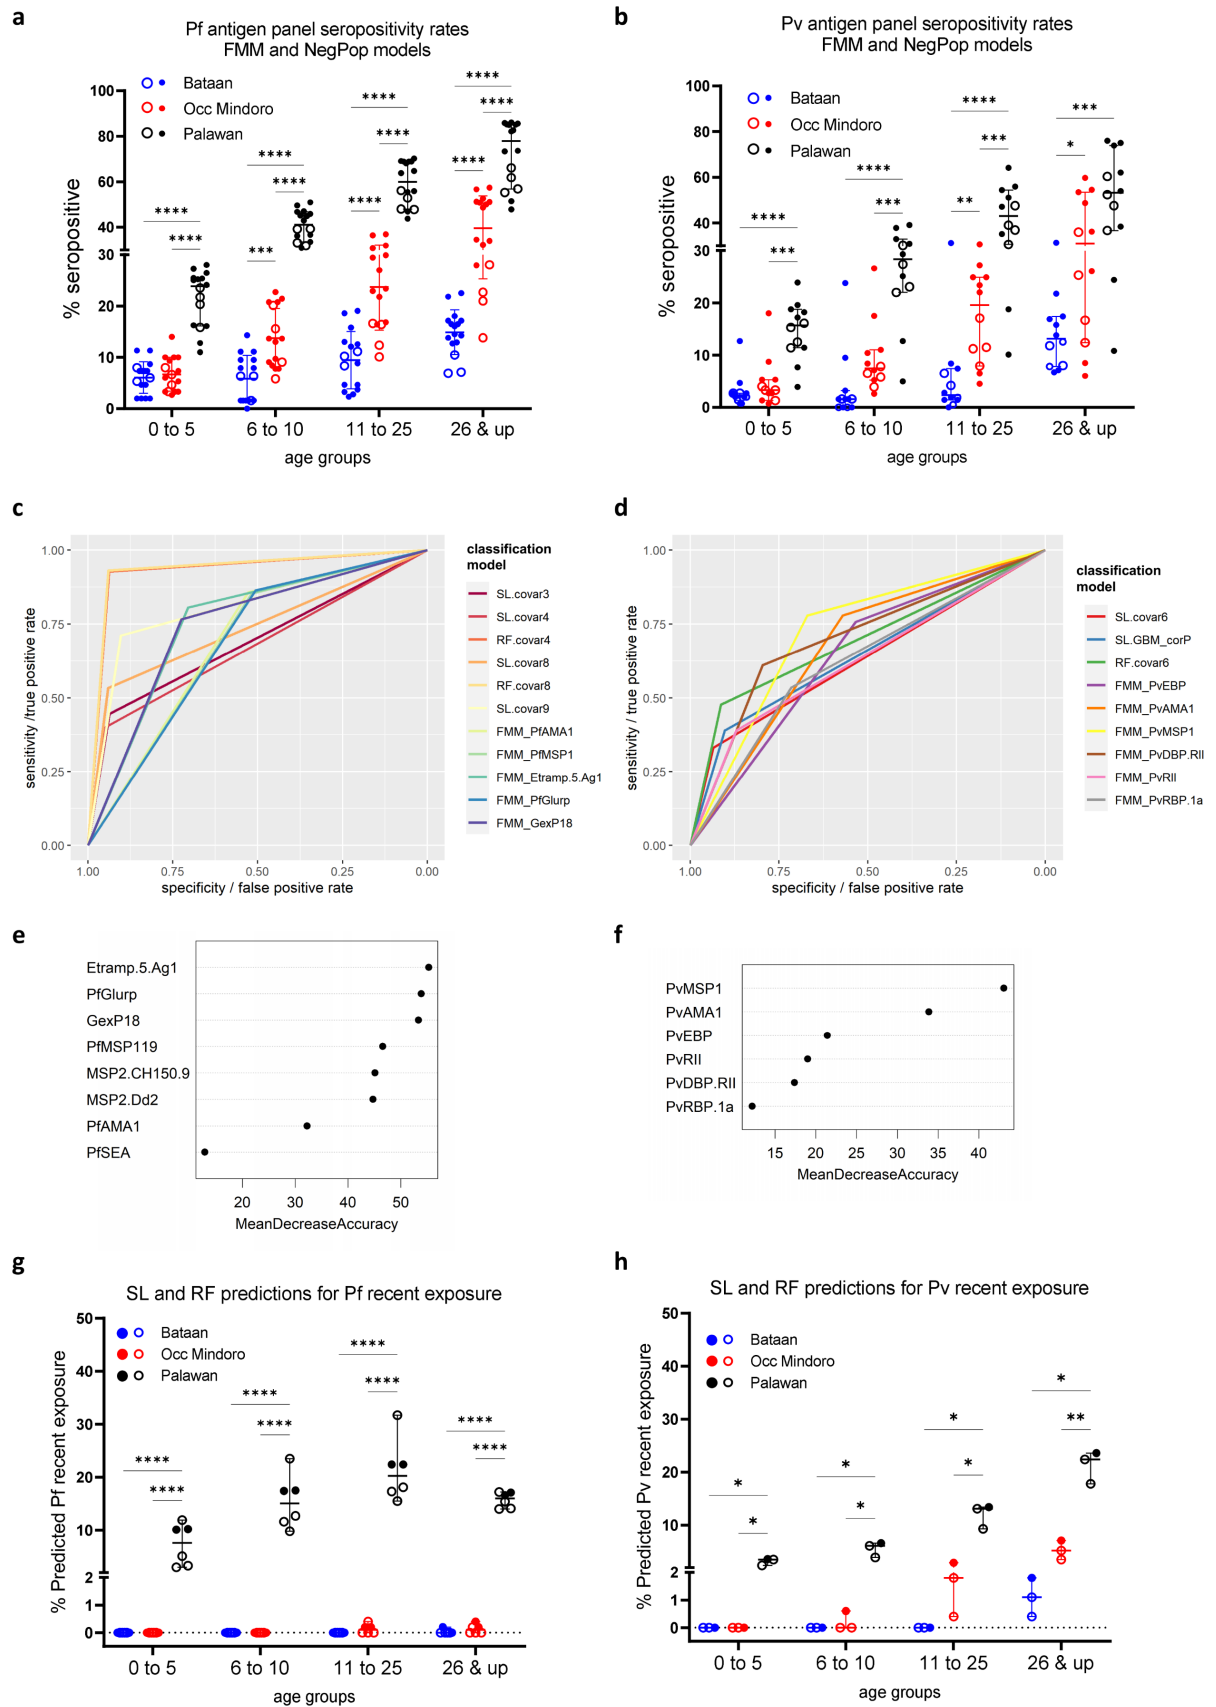 a
Pf antigen panel seropositivity rates
FMM and NegPop models
Bataan
Occ Mindoro
Palawan
% seropositive
100
80
60
40
30
20
10
0
****
****
****
****
***
****
****
****
****
****
****
0 to 5
6 to 10
11 to 25
26 & up
age groups
b
Pv antigen panel seropositivity rates
FMM and NegPop models
Bataan
Occ Mindoro
Palawan
% seropositive
100
80
60
40
30
20
10
0
****
***
****
***
****
***
**
***
*
0 to 5
6 to 10
11 to 25
26 & up
age groups
c
sensitivity /true positive rate
1.00
0.75
0.50
0.25
0.00
1.00
0.75
0.50
0.25
0.00
specificity / false positive rate
classification
model
SL.covar3
SL.covar4
RF.covar4
SL.covar8
RF.covar8
SL.covar9
FMM_PfAMA1
FMM_PfMSP1
FMM_Etramp.5.Ag1
FMM_PfGlurp
FMM_GexP18
d
sensitivity / true positive rate
1.00
0.75
0.50
0.25
0.00
1.00
0.75
0.50
0.25
0.00
specificity / false positive rate
classification
model
SL.covar6
SL.GBM_corP
RF.covar6
FMM_PvEBP
FMM_PvAMA1
FMM_PvMSP1
FMM_PvDBP.RII
FMM_PvRII
FMM_PvRBP.1a
e
Etramp.5.Ag1
PfGlurp
GexP18
PfMSP119
MSP2.CH150.9
MSP2.Dd2
PfAMA1
PfSEA
20
30
40
50
MeanDecreaseAccuracy
f
PvMSP1
PvAMA1
PvEBP
PvRII
PvDBP.RII
PvRBP.1a
15
20
25
30
35
40
MeanDecreaseAccuracy
g
SL and RF predictions for Pf recent exposure
Bataan
Occ Mindoro
Palawan
% Predicted Pf recent exposure
50
40
30
20
10
2
1
0
****
****
****
****
****
****
****
****
0 to 5
6 to 10
11 to 25
26 & up
age groups
h
SL and RF predictions for Pv recent exposure
Bataan
Occ Mindoro
Palawan
% Predicted Pv recent exposure
50
40
30
20
10
2
1
0
*
*
*
*
*
*
*
**
0 to 5
6 to 10
11 to 25
26 & up
age groups